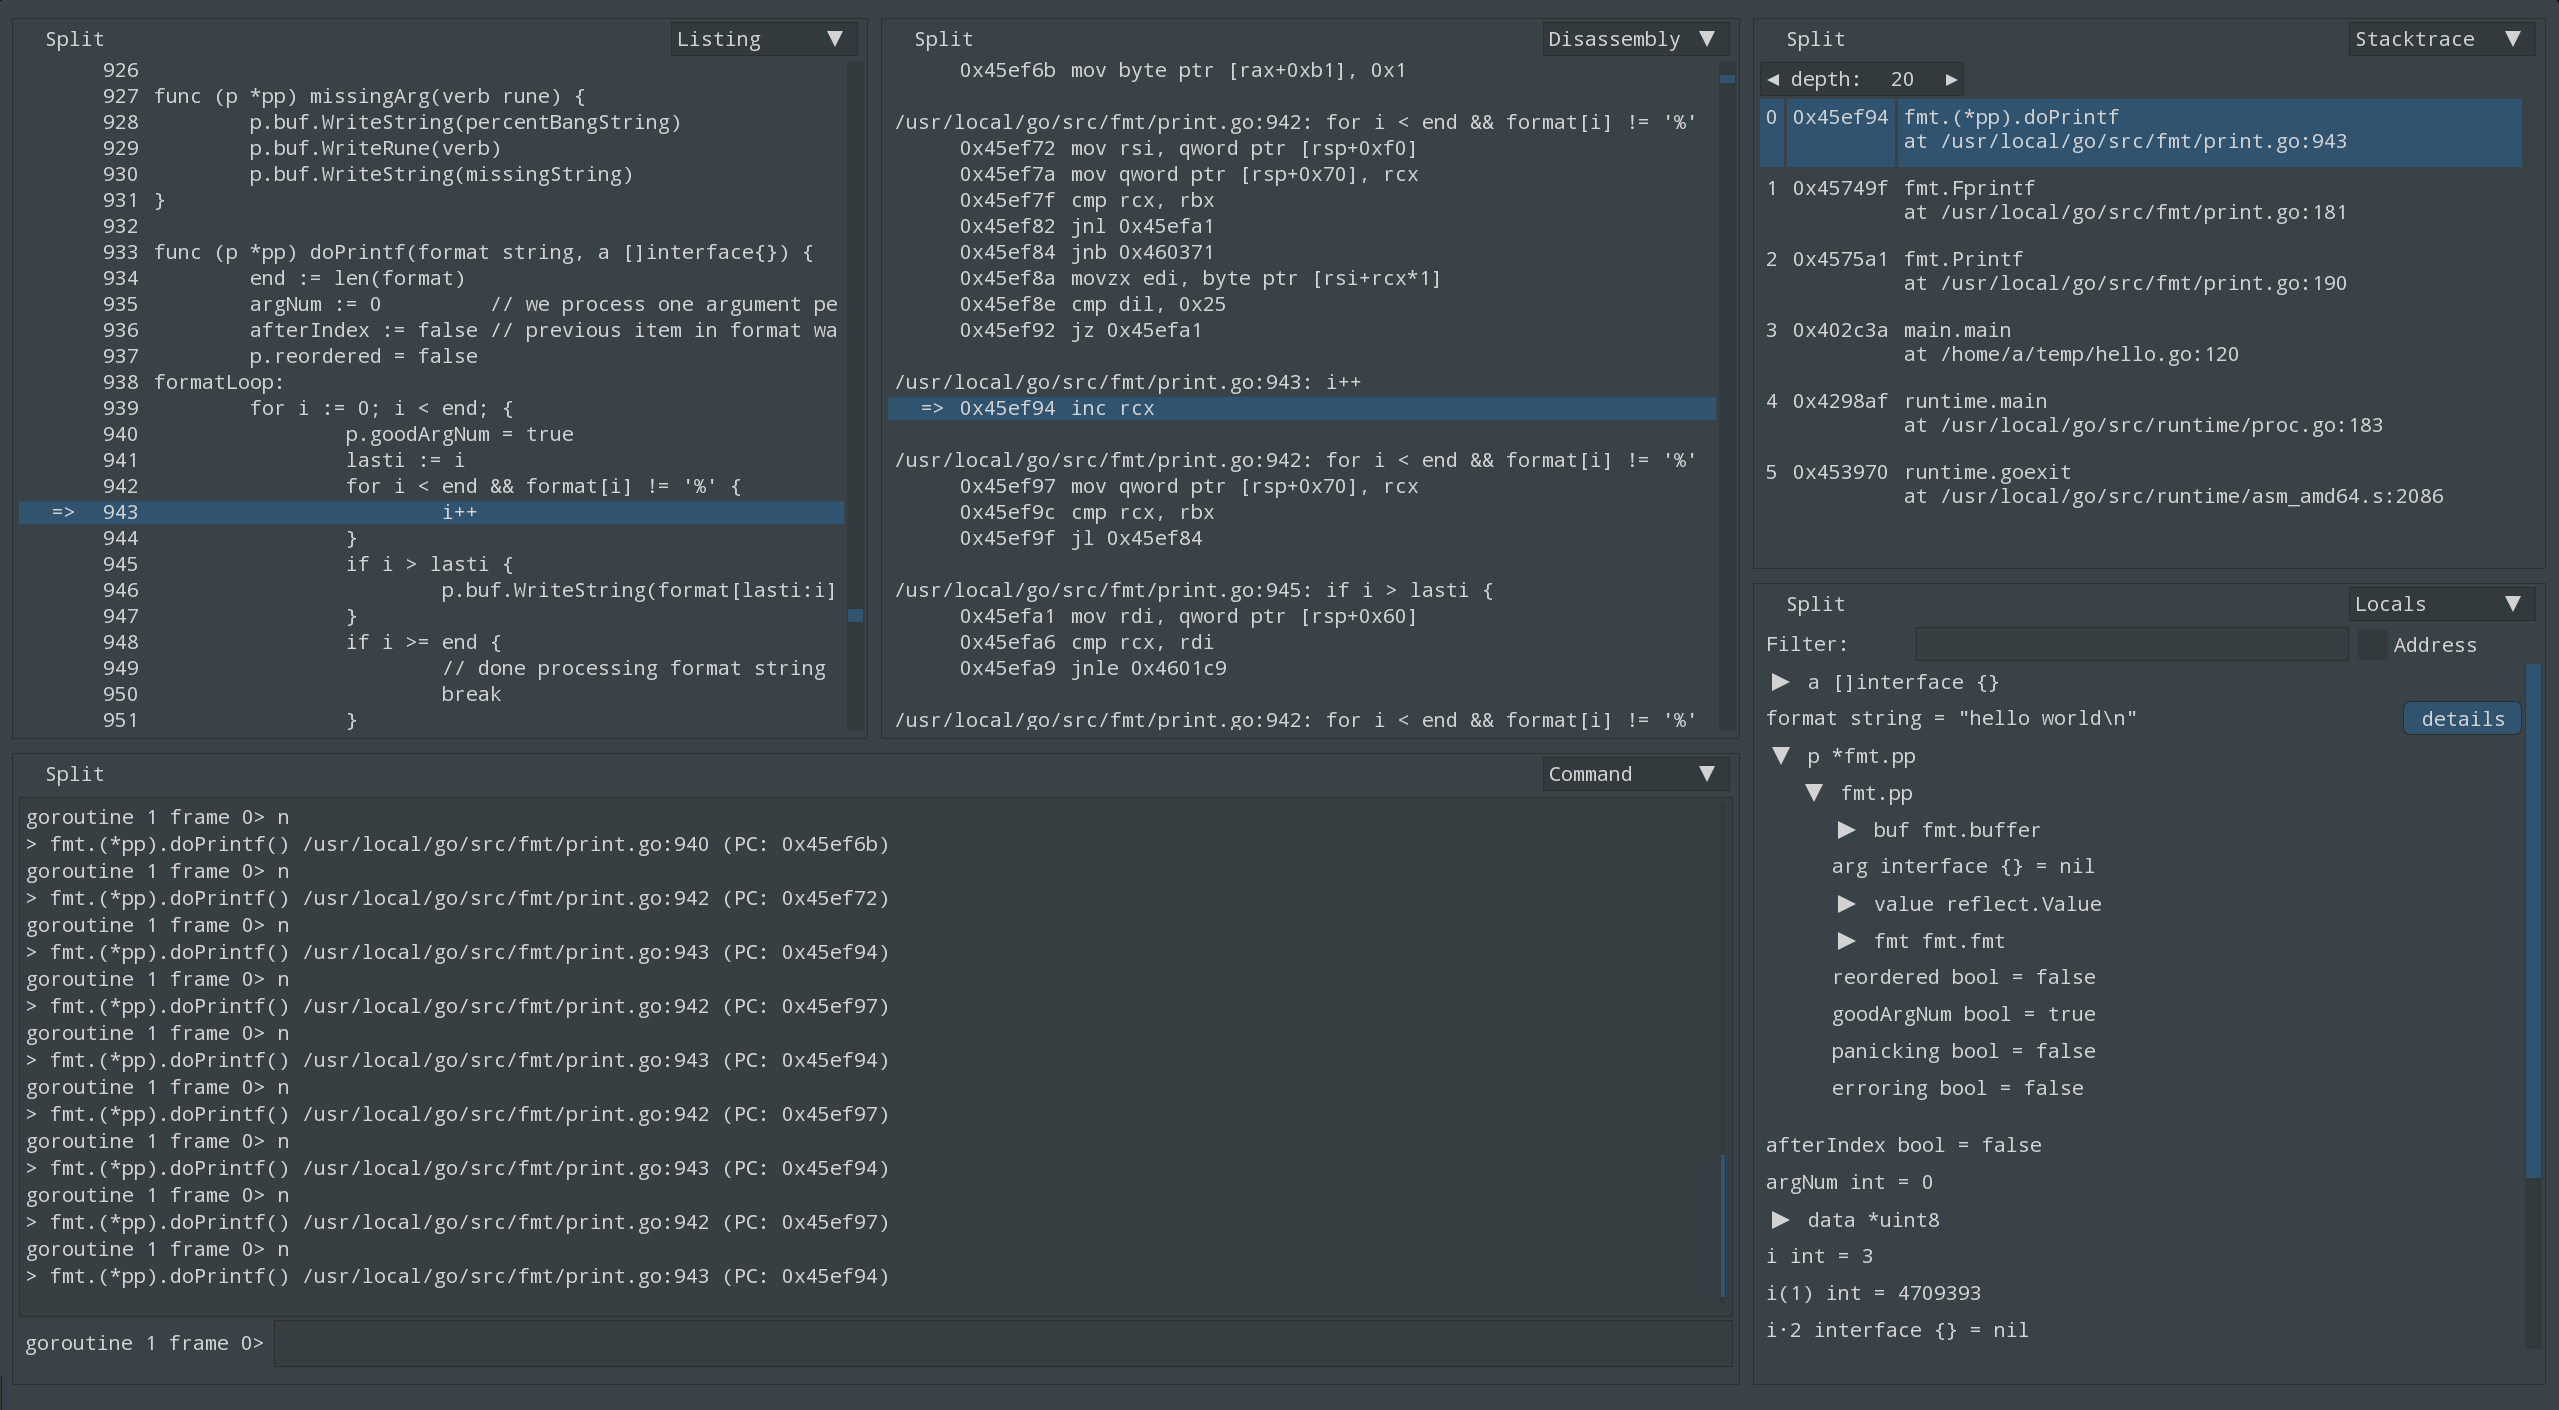 Split Listing
926
927 func (p *pp) missingArg(verb rune) {
928         p.buf.WriteString(percentBangString)
929         p.buf.WriteRune(verb)
930         p.buf.WriteString(missingString)
931 }
932
933 func (p *pp) doPrintf(format string, a []interface{}) {
934         end := len(format)
935         argNum := 0         // we process one argument pe
936         afterIndex := false // previous item in format wa
937         p.reordered = false
938 formatLoop:
939         for i := 0; i < end; {
940                 p.goodArgNum = true
941                 lasti := i
942                 for i < end && format[i] != '%' {
=> 943                         i++
944                 }
945                 if i > lasti {
946                         p.buf.WriteString(format[lasti:i]
947                 }
948                 if i >= end {
949                         // done processing format string
950                         break
951                 }
Split Disassembly
0x45ef6b mov byte ptr [rax+0xb1], 0x1
/usr/local/go/src/fmt/print.go:942: for i < end && format[i] != '%'
0x45ef72 mov rsi, qword ptr [rsp+0xf0]
0x45ef7a mov qword ptr [rsp+0x70], rcx
0x45ef7f cmp rcx, rbx
0x45ef82 jnl 0x45efa1
0x45ef84 jnb 0x460371
0x45ef8a movzx edi, byte ptr [rsi+rcx*1]
0x45ef8e cmp dil, 0x25
0x45ef92 jz 0x45efa1
/usr/local/go/src/fmt/print.go:943: i++
=> 0x45ef94 inc rcx
/usr/local/go/src/fmt/print.go:942: for i < end && format[i] != '%'
0x45ef97 mov qword ptr [rsp+0x70], rcx
0x45ef9c cmp rcx, rbx
0x45ef9f jl 0x45ef84
/usr/local/go/src/fmt/print.go:945: if i > lasti {
0x45efa1 mov rdi, qword ptr [rsp+0x60]
0x45efa6 cmp rcx, rdi
0x45efa9 jnle 0x4601c9
/usr/local/go/src/fmt/print.go:942: for i < end && format[i] != '%'
Split Stacktrace
depth: 20
0 0x45ef94 fmt.(*pp).doPrintf
at /usr/local/go/src/fmt/print.go:943
1 0x45749f fmt.Fprintf
at /usr/local/go/src/fmt/print.go:181
2 0x4575a1 fmt.Printf
at /usr/local/go/src/fmt/print.go:190
3 0x402c3a main.main
at /home/a/temp/hello.go:120
4 0x4298af runtime.main
at /usr/local/go/src/runtime/proc.go:183
5 0x453970 runtime.goexit
at /usr/local/go/src/runtime/asm_amd64.s:2086
Split Command
goroutine 1 frame 0> n
> fmt.(*pp).doPrintf() /usr/local/go/src/fmt/print.go:940 (PC: 0x45ef6b)
goroutine 1 frame 0> n
> fmt.(*pp).doPrintf() /usr/local/go/src/fmt/print.go:942 (PC: 0x45ef72)
goroutine 1 frame 0> n
> fmt.(*pp).doPrintf() /usr/local/go/src/fmt/print.go:943 (PC: 0x45ef94)
goroutine 1 frame 0> n
> fmt.(*pp).doPrintf() /usr/local/go/src/fmt/print.go:942 (PC: 0x45ef97)
goroutine 1 frame 0> n
> fmt.(*pp).doPrintf() /usr/local/go/src/fmt/print.go:943 (PC: 0x45ef94)
goroutine 1 frame 0> n
> fmt.(*pp).doPrintf() /usr/local/go/src/fmt/print.go:942 (PC: 0x45ef97)
goroutine 1 frame 0> n
> fmt.(*pp).doPrintf() /usr/local/go/src/fmt/print.go:943 (PC: 0x45ef94)
goroutine 1 frame 0> n
> fmt.(*pp).doPrintf() /usr/local/go/src/fmt/print.go:942 (PC: 0x45ef97)
goroutine 1 frame 0> n
> fmt.(*pp).doPrintf() /usr/local/go/src/fmt/print.go:943 (PC: 0x45ef94)
goroutine 1 frame 0>
Split Locals
Filter: Address
a []interface {}
format string = "hello world\n" details
p *fmt.pp
fmt.pp
buf fmt.buffer
arg interface {} = nil
value reflect.Value
fmt fmt.fmt
reordered bool = false
goodArgNum bool = true
panicking bool = false
erroring bool = false
afterIndex bool = false
argNum int = 0
data *uint8
i int = 3
i(1) int = 4709393
i·2 interface {} = nil